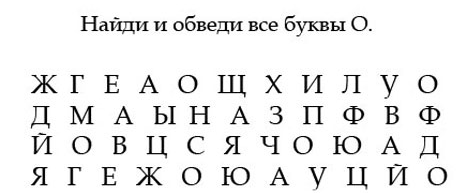 Найди и обведи все буквы О.
Ж Г Е А О Щ Х И Л У О
Д М А Ы Н А З П Ф В Ф
Й О В Ц С Я Ч О Ю А Д
Я Г Е Ж О Ю А У Ц Й О